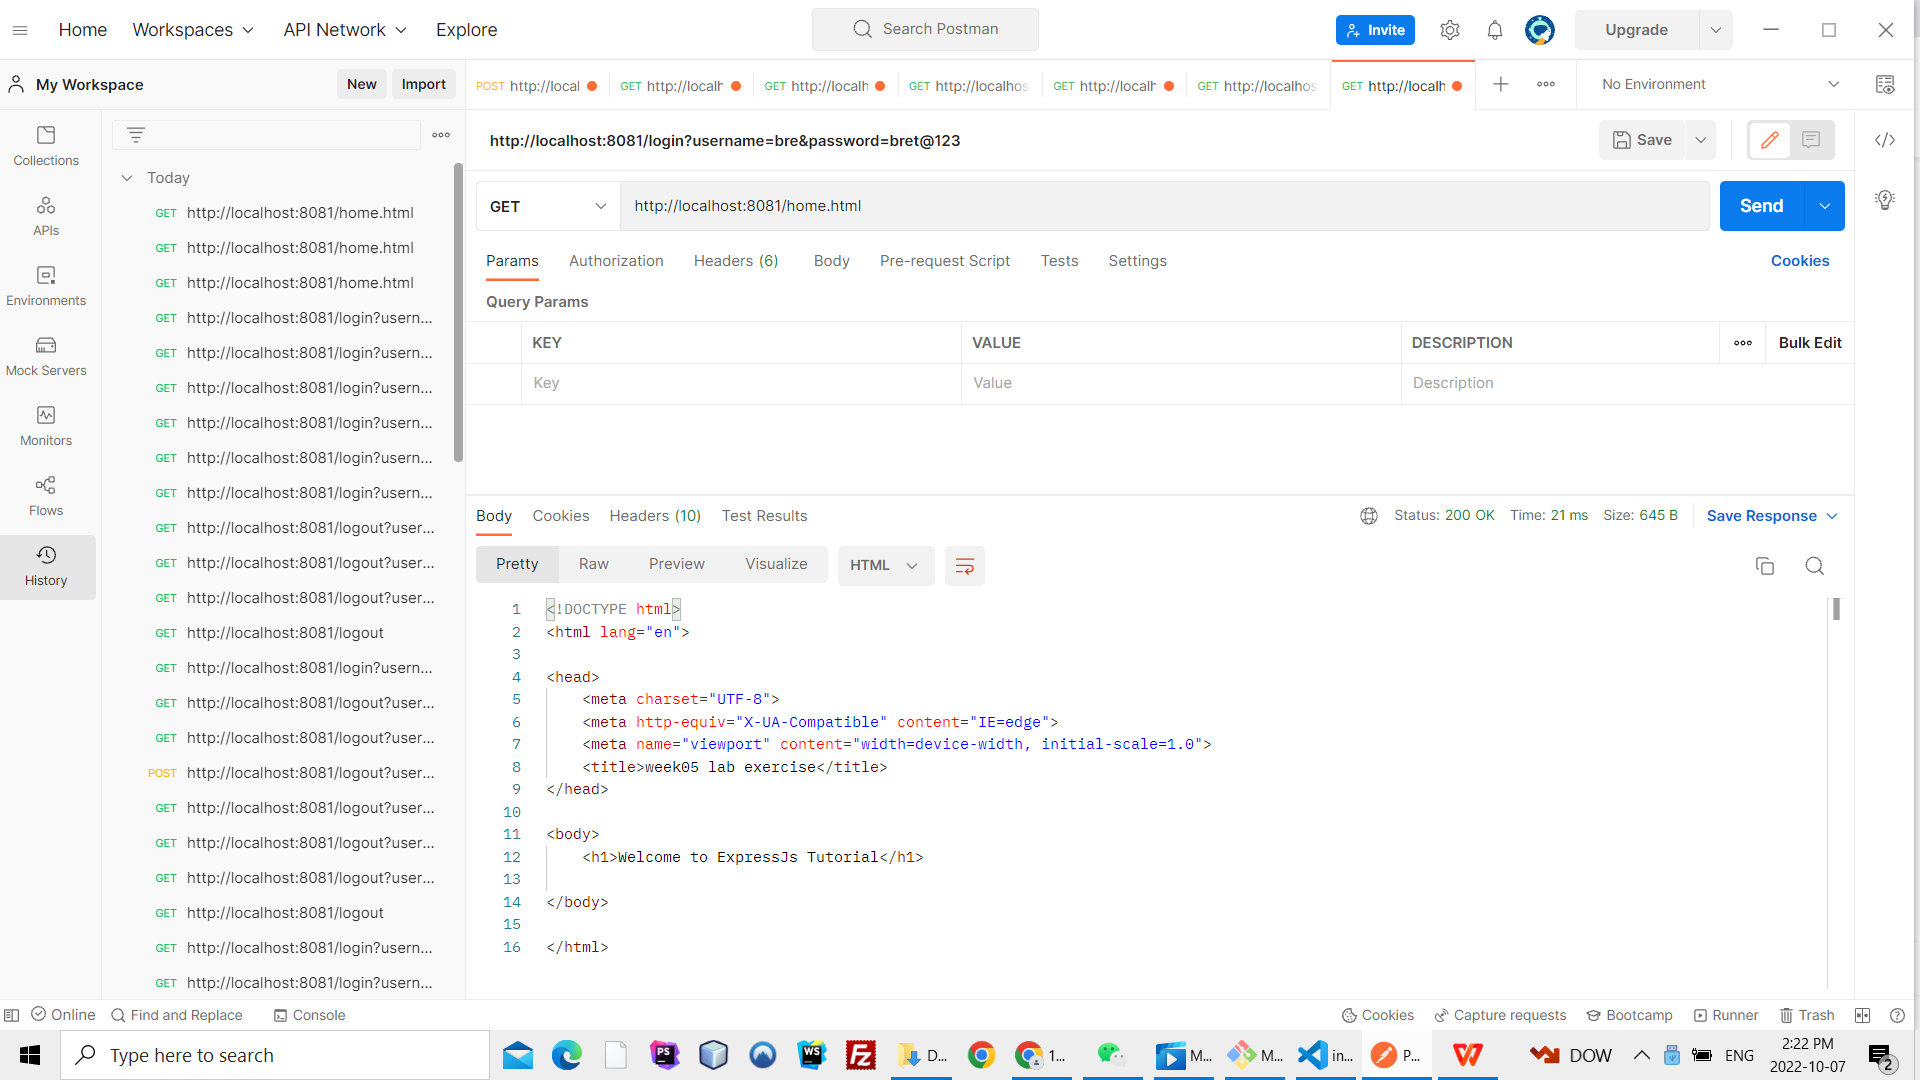 Home Workspaces API Network Explore Search Postman Invite Upgrade
My Workspace New Import POST http://local GET http://localh GET http://localh GET http://localhos GET http://localh GET http://localhos GET http://localh No Environment
Collections
APIs
Environments
Mock Servers
Monitors
Flows
History
Today
GET http://localhost:8081/home.html
GET http://localhost:8081/home.html
GET http://localhost:8081/home.html
GET http://localhost:8081/login?usern...
GET http://localhost:8081/login?usern...
GET http://localhost:8081/login?usern...
GET http://localhost:8081/login?usern...
GET http://localhost:8081/login?usern...
GET http://localhost:8081/login?usern...
GET http://localhost:8081/logout?user...
GET http://localhost:8081/logout?user...
GET http://localhost:8081/logout?user...
GET http://localhost:8081/logout
GET http://localhost:8081/login?usern...
GET http://localhost:8081/logout?user...
GET http://localhost:8081/logout?user...
POST http://localhost:8081/logout?user...
GET http://localhost:8081/logout?user...
GET http://localhost:8081/logout?user...
GET http://localhost:8081/logout?user...
GET http://localhost:8081/logout
GET http://localhost:8081/login?usern...
GET http://localhost:8081/login?usern...
http://localhost:8081/login?username=bre&password=bret@123 Save
GET http://localhost:8081/home.html Send
Params Authorization Headers (6) Body Pre-request Script Tests Settings Cookies
Query Params
KEY VALUE DESCRIPTION Bulk Edit
Key Value Description
Body Cookies Headers (10) Test Results Status: 200 OK Time: 21 ms Size: 645 B Save Response
Pretty Raw Preview Visualize HTML
1 <!DOCTYPE html>
2 <html lang="en">
3
4 <head>
5 <meta charset="UTF-8">
6 <meta http-equiv="X-UA-Compatible" content="IE=edge">
7 <meta name="viewport" content="width=device-width, initial-scale=1.0">
8 <title>week05 lab exercise</title>
9 </head>
10
11 <body>
12 <h1>Welcome to ExpressJs Tutorial</h1>
13
14 </body>
15
16 </html>
Online Find and Replace Console Cookies Capture requests Bootcamp Runner Trash
Type here to search PS WS FZ D... 1... M... M... in... P... DOW ENG 2:22 PM
2022-10-07 2